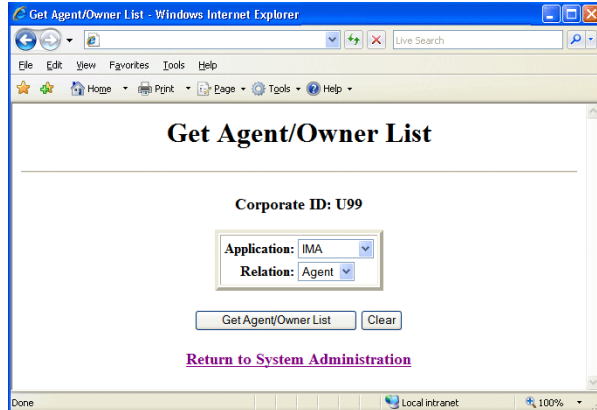 Get Agent/Owner List - Windows Internet Explorer
Live Search
File Edit View Favorites Tools Help
Home Print Page Tools Help
Get Agent/Owner List
Corporate ID: U99
Application: IMA
Relation: Agent
Get Agent/Owner List Clear
Return to System Administration
Done Local intranet 100%